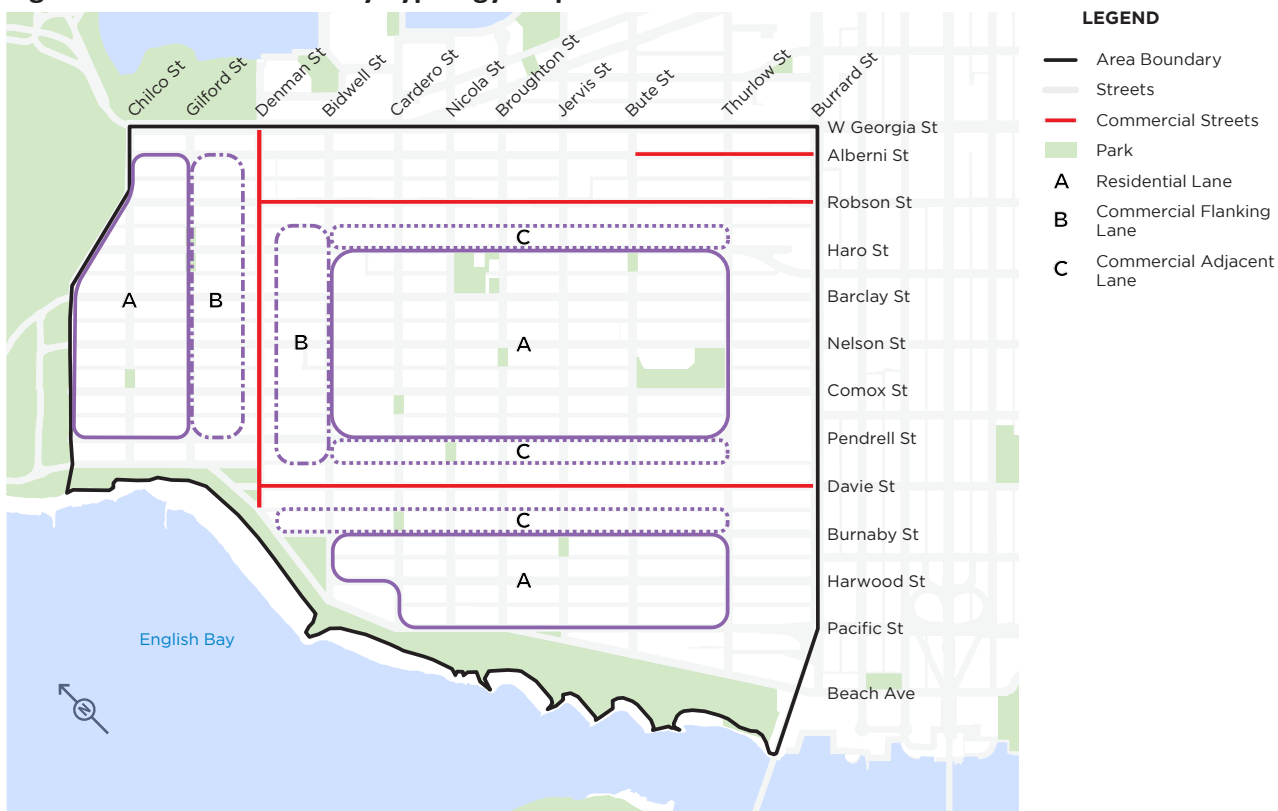 Chilco St
Gilford St
Denman St
Bidwell St
Cardero St
Nicola St
Broughton St
Jervis St
Bute St
Thurlow St
Burrard St
W Georgia St
Alberni St
Robson St
Haro St
Barclay St
Nelson St
Comox St
Pendrell St
Davie St
Burnaby St
Harwood St
Pacific St
Beach Ave
A
B
B
C
A
C
C
A
English Bay
N
LEGEND
Area Boundary
Streets
Commercial Streets
Park
A Residential Lane
B Commercial Flanking
Lane
C Commercial Adjacent
Lane